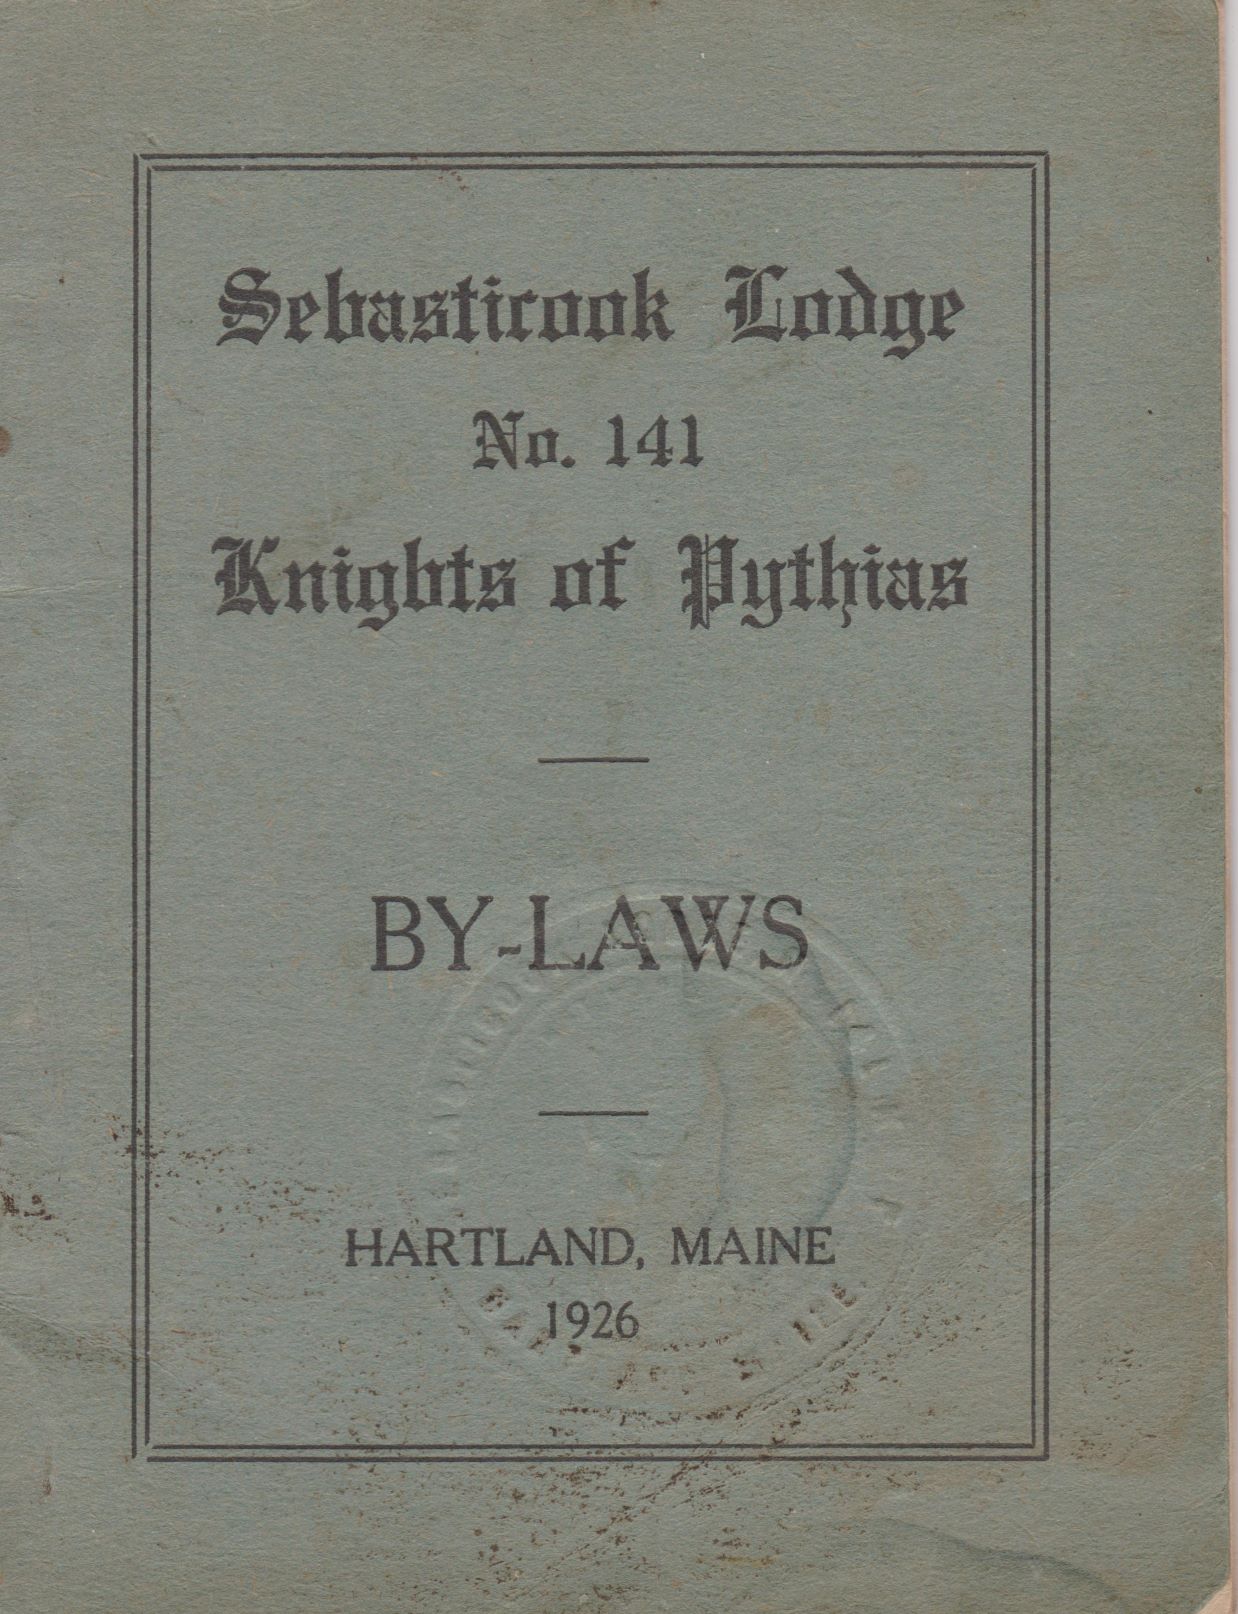 Sebasticook Lodge
No. 141
Knights of Pythias
BY-LAWS
HARTLAND, MAINE
1926